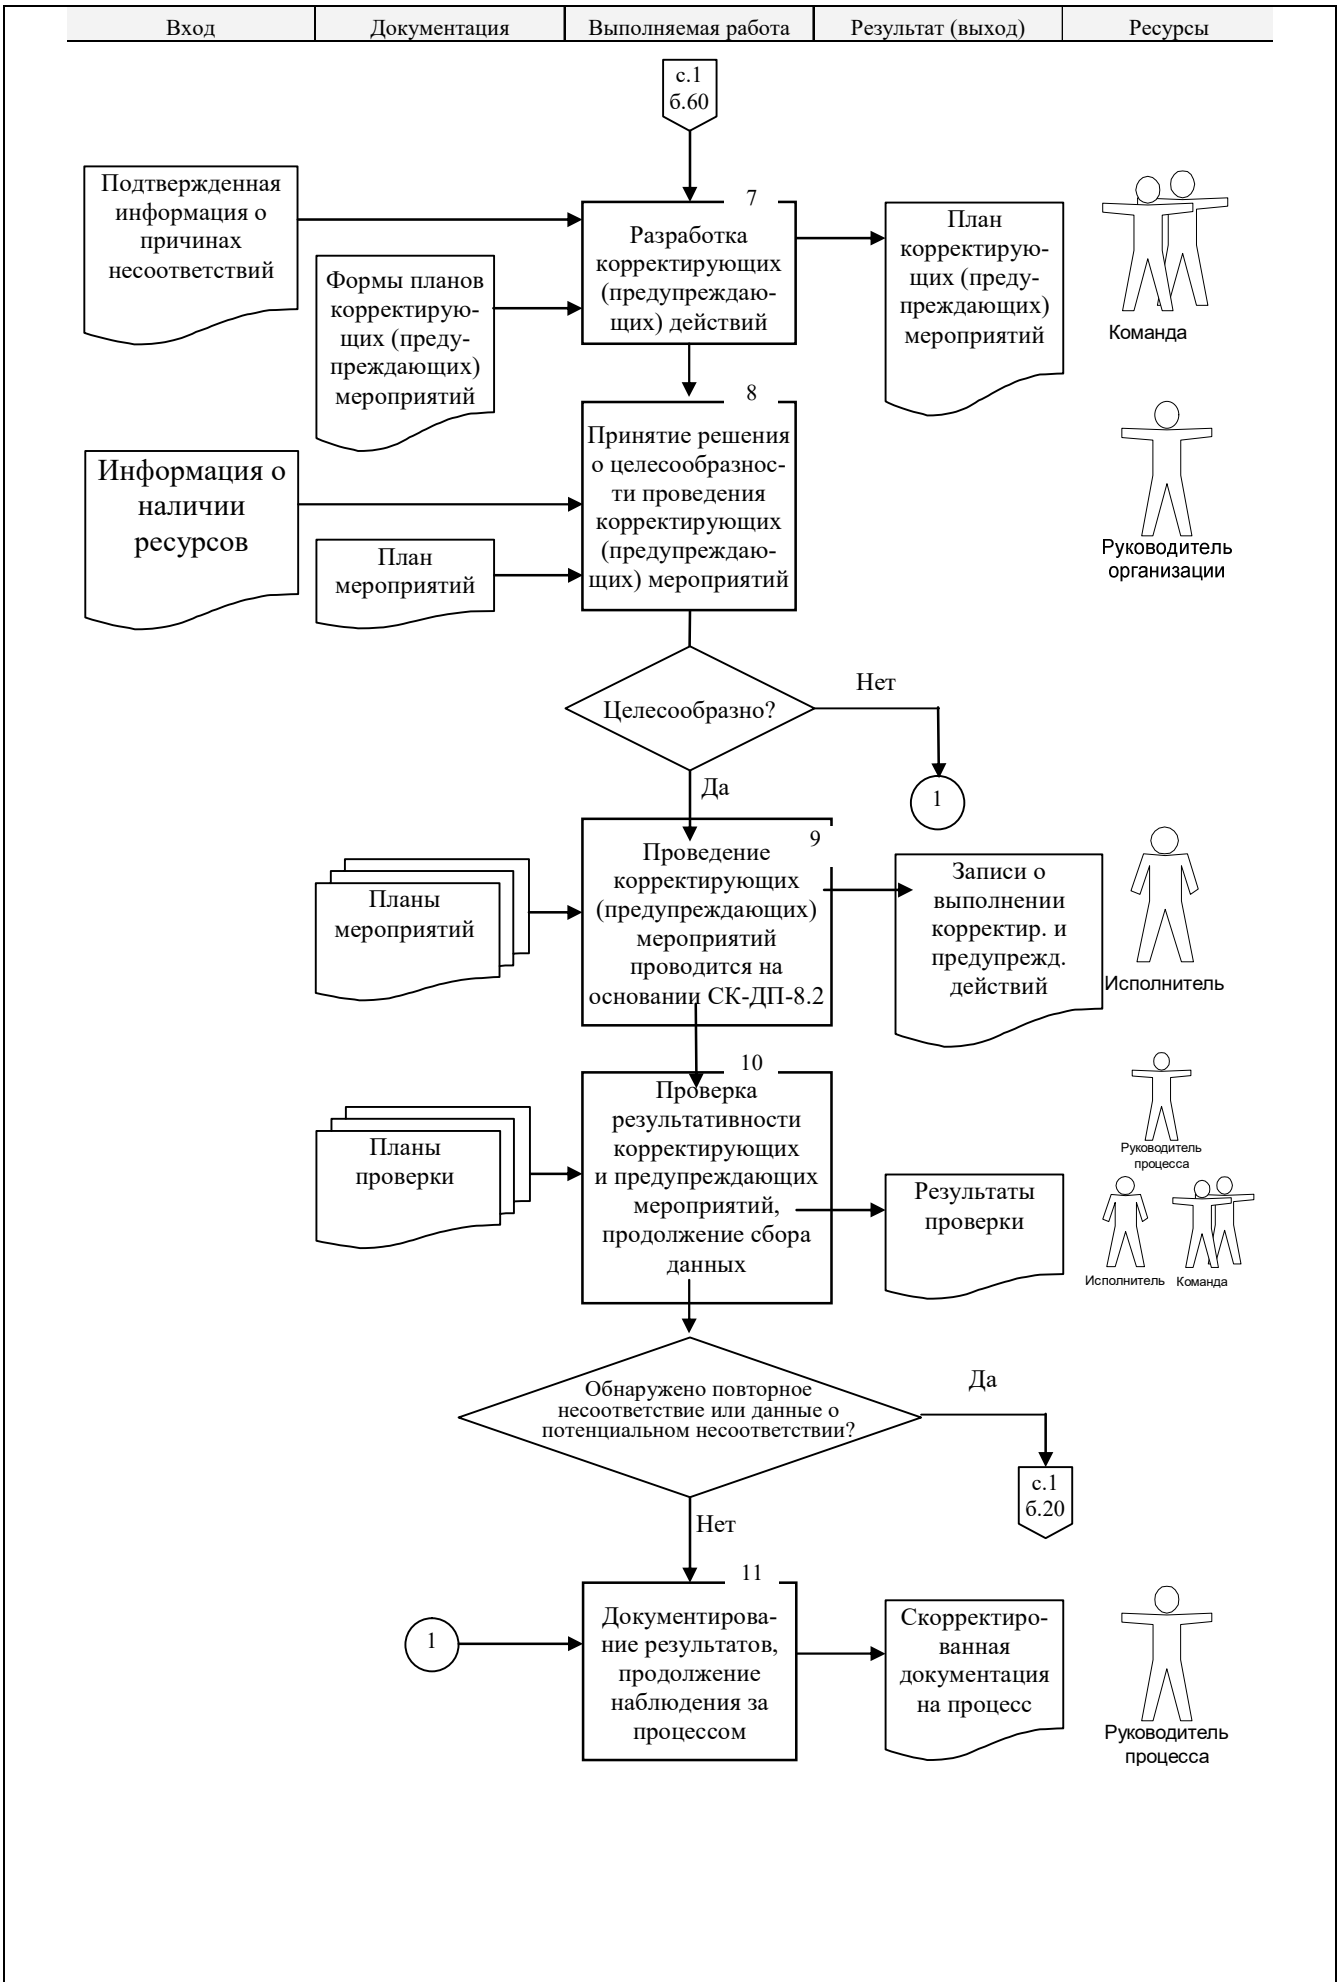 Вход
Документация
Выполняемая работа
Результат (выход)
Ресурсы
с.1
б.60
Подтвержденная
информация о
причинах
несоответствий
Формы планов
корректирую-
щих (преду-
преждающих)
мероприятий
7
Разработка
корректирующих
(предупреждаю-
щих) действий
План
корректирую-
щих (преду-
преждающих)
мероприятий
Команда
Информация о
наличии
ресурсов
План
мероприятий
8
Принятие решения
о целесообразнос-
ти проведения
корректирующих
(предупреждаю-
щих) мероприятий
Руководитель
организации
Целесообразно?
Нет
1
Да
Планы
мероприятий
9
Проведение
корректирующих
(предупреждающих)
мероприятий
проводится на
основании СК-ДП-8.2
Записи о
выполнении
корректир. и
предупрежд.
действий
Исполнитель
Планы
проверки
10
Проверка
результативности
корректирующих
и предупреждающих
мероприятий,
продолжение сбора
данных
Результаты
проверки
Руководитель
процесса
Исполнитель
Команда
Обнаружено повторное
несоответствие или данные о
потенциальном несоответствии?
Да
с.1
б.20
Нет
1
11
Документирова-
ние результатов,
продолжение
наблюдения за
процессом
Скорректиро-
ванная
документация
на процесс
Руководитель
процесса